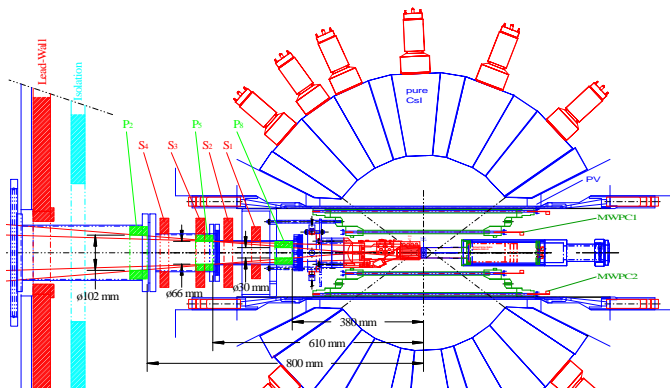 Lead-Wall
Isolation
P2
S4
S3
P5
S2
S1
P6
pure
CsI
PV
MWPC1
MWPC2
ø102 mm
ø66 mm
ø30 mm
380 mm
610 mm
800 mm